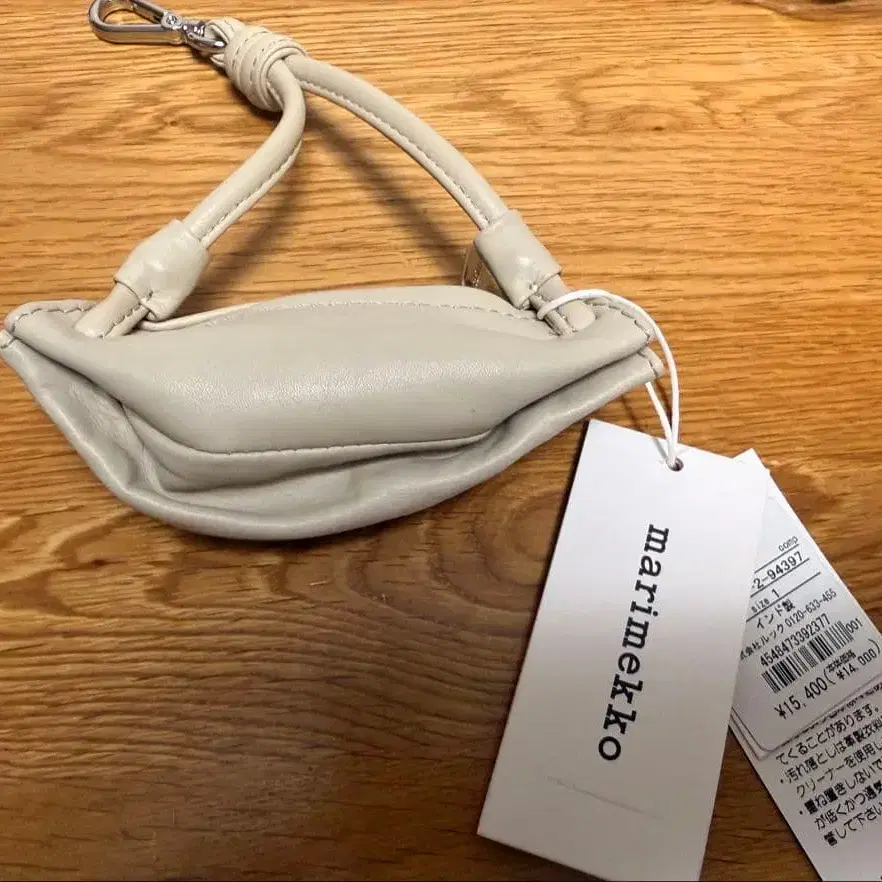 marimekko
comp
2-94397
size 1
インド製
式会社ルック 0120-633-455
4548473392377
001
¥15,400(本体価格 ¥14,000)
てくることがあります。
・汚れ落としは革製衣料
クリーナーを使用し
・重ね置きしないで
が低くかつ通気
管して下さい